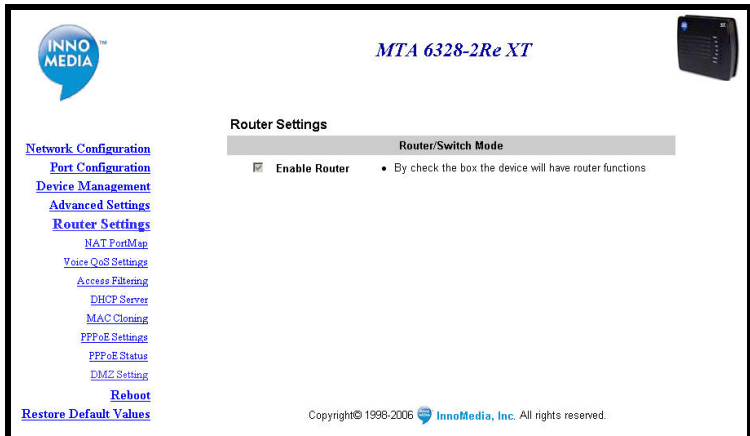 INNO
MEDIA ™
MTA 6328-2Re XT
Router Settings
Router/Switch Mode
Enable Router
• By check the box the device will have router functions
Network Configuration
Port Configuration
Device Management
Advanced Settings
Router Settings
NAT PortMap
Voice QoS Settings
Access Filtering
DHCP Server
MAC Cloning
PPPoE Settings
PPPoE Status
DMZ Setting
Reboot
Restore Default Values
Copyright© 1998-2006 InnoMedia, Inc. All rights reserved.